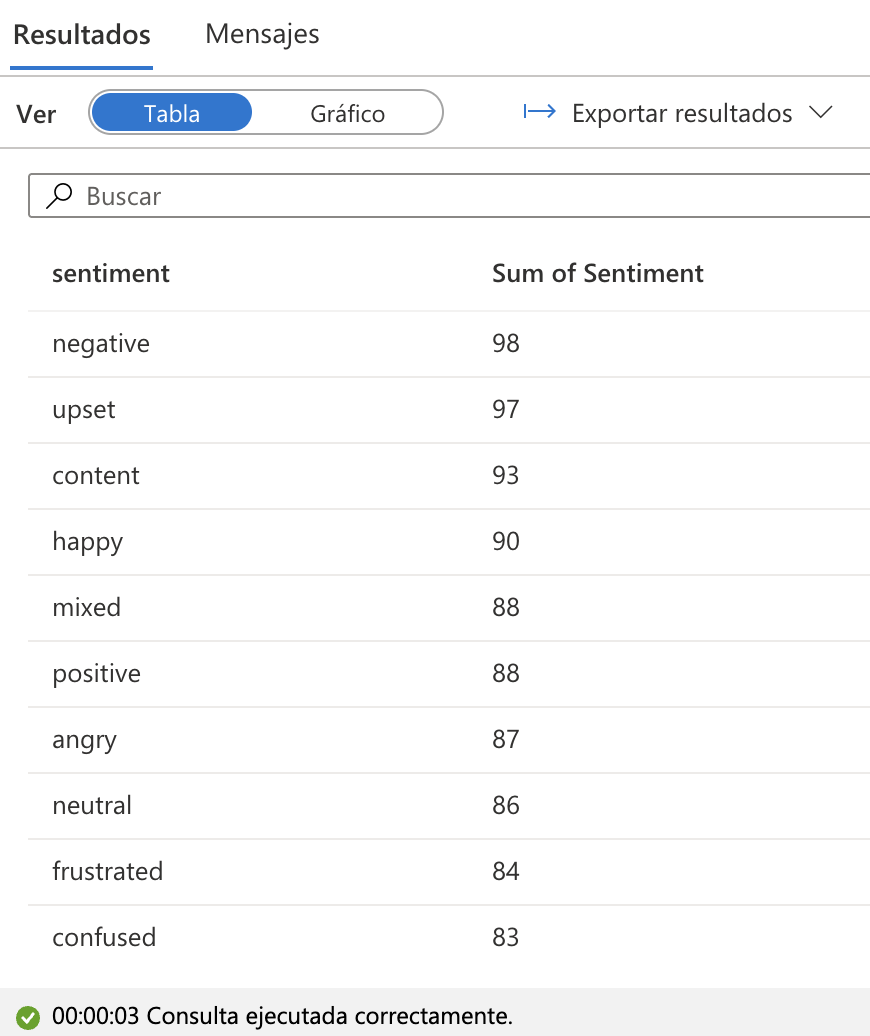 Resultados Mensajes
Ver Tabla Gráfico Exportar resultados
Buscar
sentiment Sum of Sentiment
negative 98
upset 97
content 93
happy 90
mixed 88
positive 88
angry 87
neutral 86
frustrated 84
confused 83
00:00:03 Consulta ejecutada correctamente.